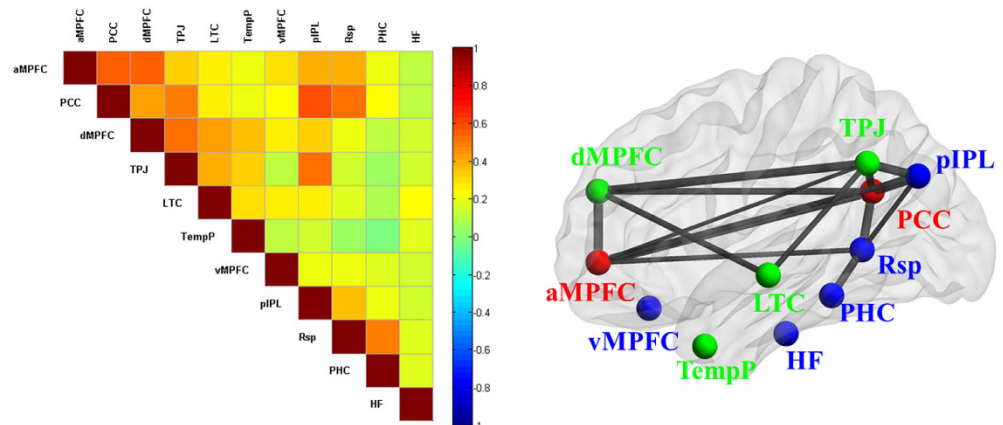 aMPFC PCC dMPFC TPJ LTC TempP vMPFC pIPL Rsp PHC HF
aMPFC
PCC
dMPFC
TPJ
LTC
TempP
vMPFC
pIPL
Rsp
PHC
HF
1
0.8
0.6
0.4
0.2
0
-0.2
-0.4
-0.6
-0.8
-1
TPJ
dMPFC
pIPL
PCC
Rsp
aMPFC
LTC
PHC
vMPFC
HF
TempP